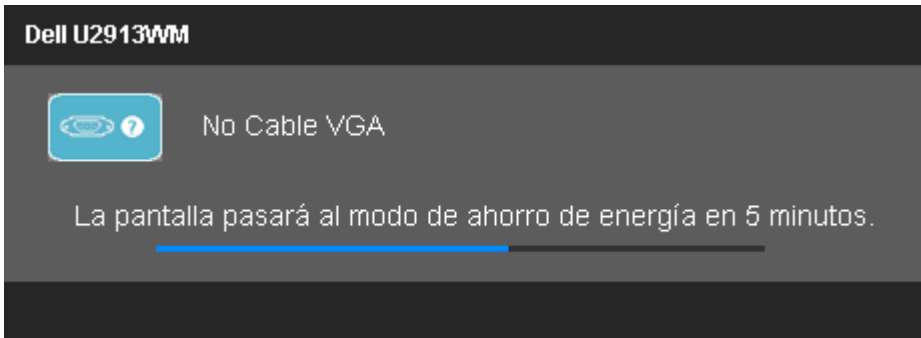 Dell U2913WM
No Cable VGA
La pantalla pasará al modo de ahorro de energía en 5 minutos.